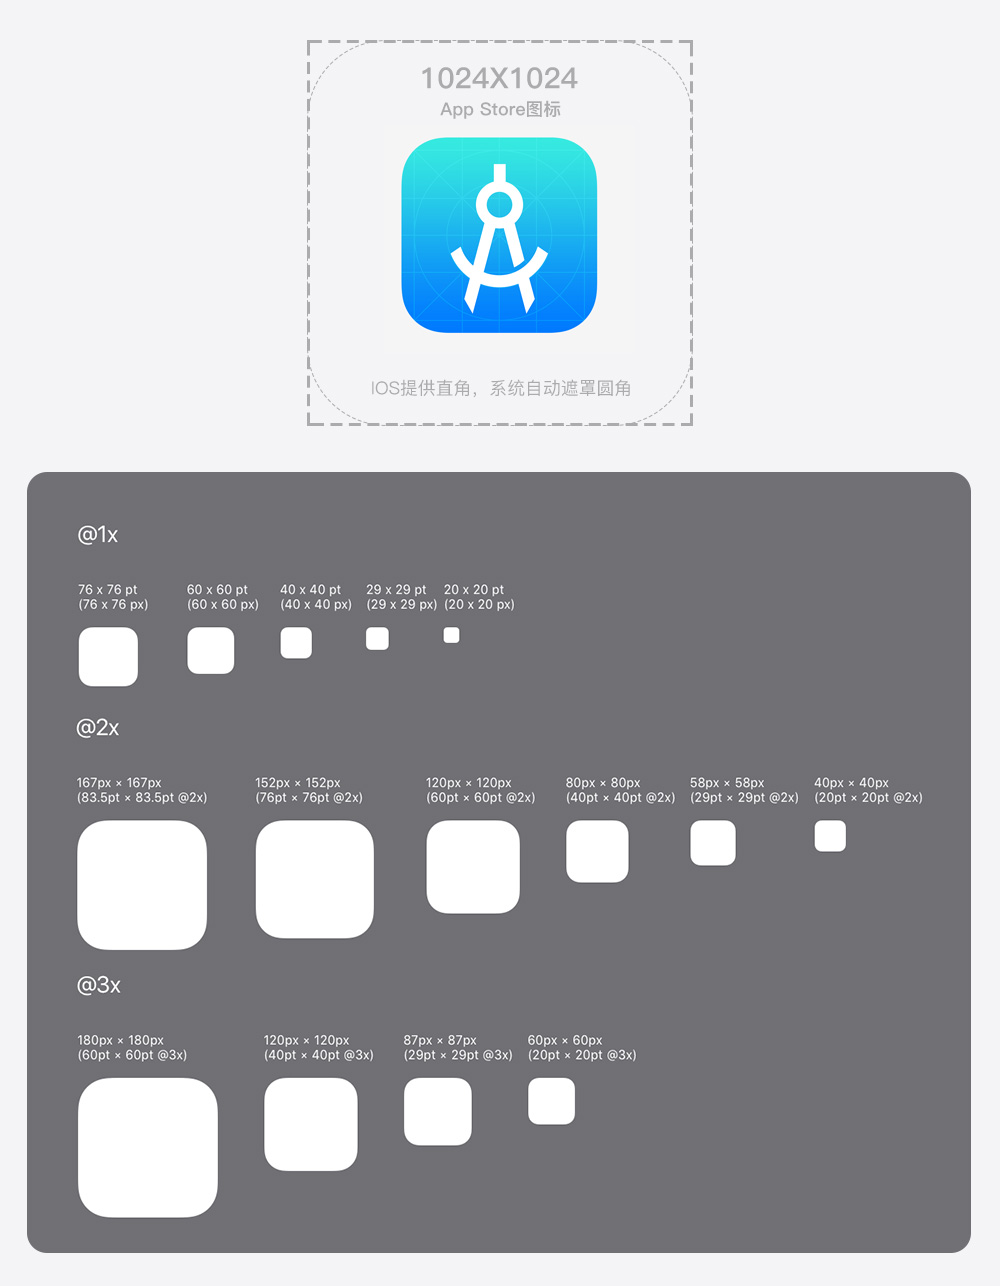 1024X1024
App Store图标
IOS提供直角，系统自动遮罩圆角
@1x
76 x 76 pt
(76 x 76 px)
60 x 60 pt
(60 x 60 px)
40 x 40 pt
(40 x 40 px)
29 x 29 pt
(29 x 29 px)
20 x 20 pt
(20 x 20 px)
@2x
167px × 167px
(83.5pt × 83.5pt @2x)
152px × 152px
(76pt × 76pt @2x)
120px × 120px
(60pt × 60pt @2x)
80px × 80px
(40pt × 40pt @2x)
58px × 58px
(29pt × 29pt @2x)
40px × 40px
(20pt × 20pt @2x)
@3x
180px × 180px
(60pt × 60pt @3x)
120px × 120px
(40pt × 40pt @3x)
87px × 87px
(29pt × 29pt @3x)
60px × 60px
(20pt × 20pt @3x)